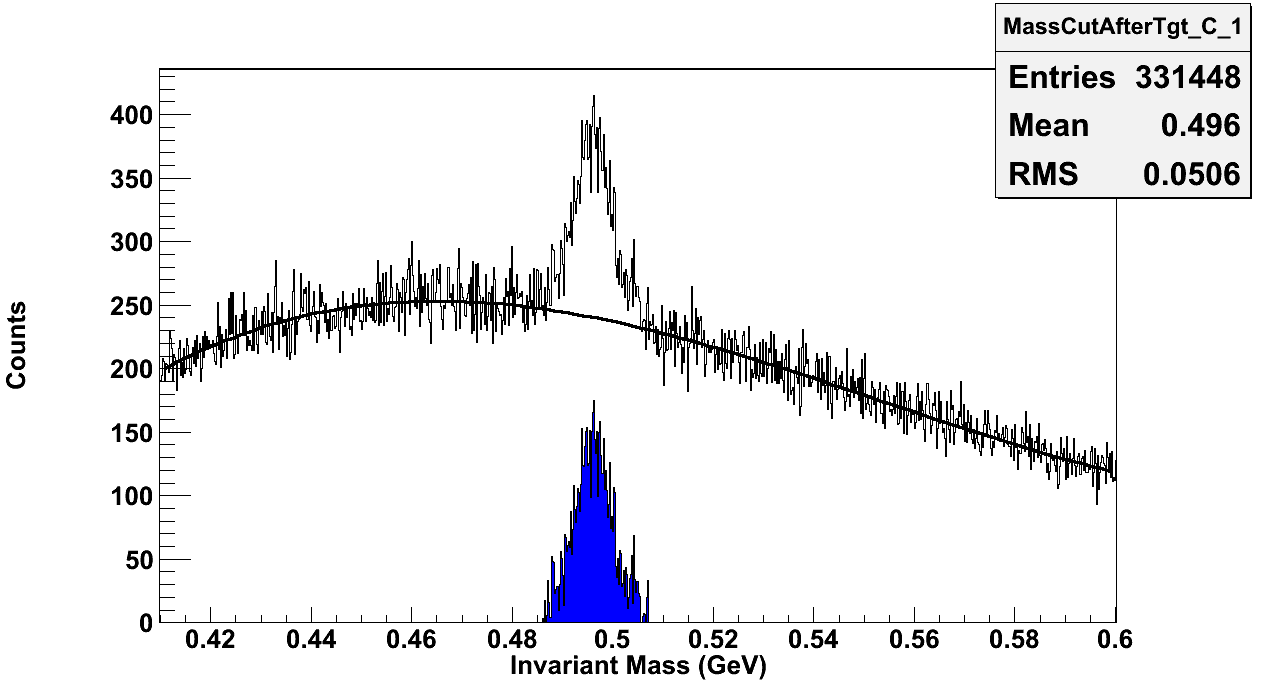 MassCutAfterTgt_C_1
Entries 331448
Mean 0.496
RMS 0.0506
400
350
300
250
200
150
100
50
0
Counts
0.42 0.44 0.46 0.48 0.5 0.52 0.54 0.56 0.58 0.6
Invariant Mass (GeV)